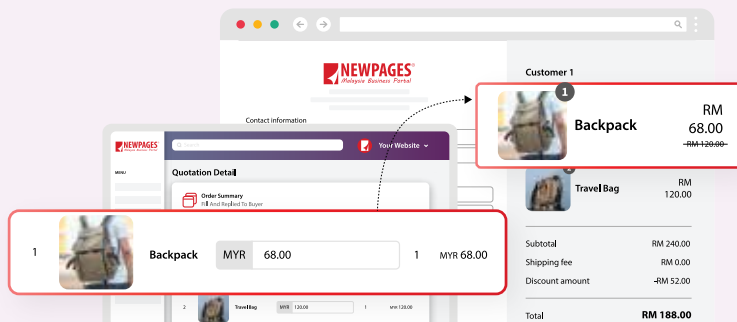 NEWPAGES
Malaysia Business Portal
Contact information
Customer 1
1
Backpack
RM
68.00
RM 120.00
Travel Bag
RM
120.00
Subtotal RM 240.00
Shipping fee RM 0.00
Discount amount -RM 52.00
Total RM 188.00
NEWPAGES
Search
Your Website
MENU
Quotation Detail
Order Summary
Fill And Replied To Buyer
1 Backpack MYR 68.00 1 MYR 68.00
2 Travel Bag MYR 120.00 1 MYR 120.00